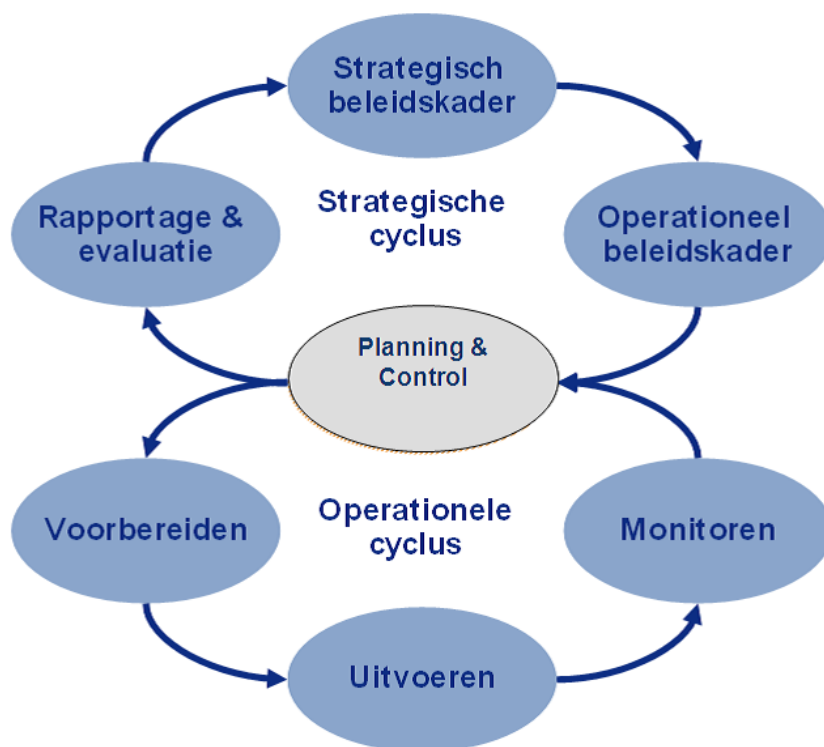 Strategisch
beleidskader
Rapportage &
evaluatie
Strategische
cyclus
Operationeel
beleidskader
Planning &
Control
Voorbereiden
Operationele
cyclus
Monitoren
Uitvoeren